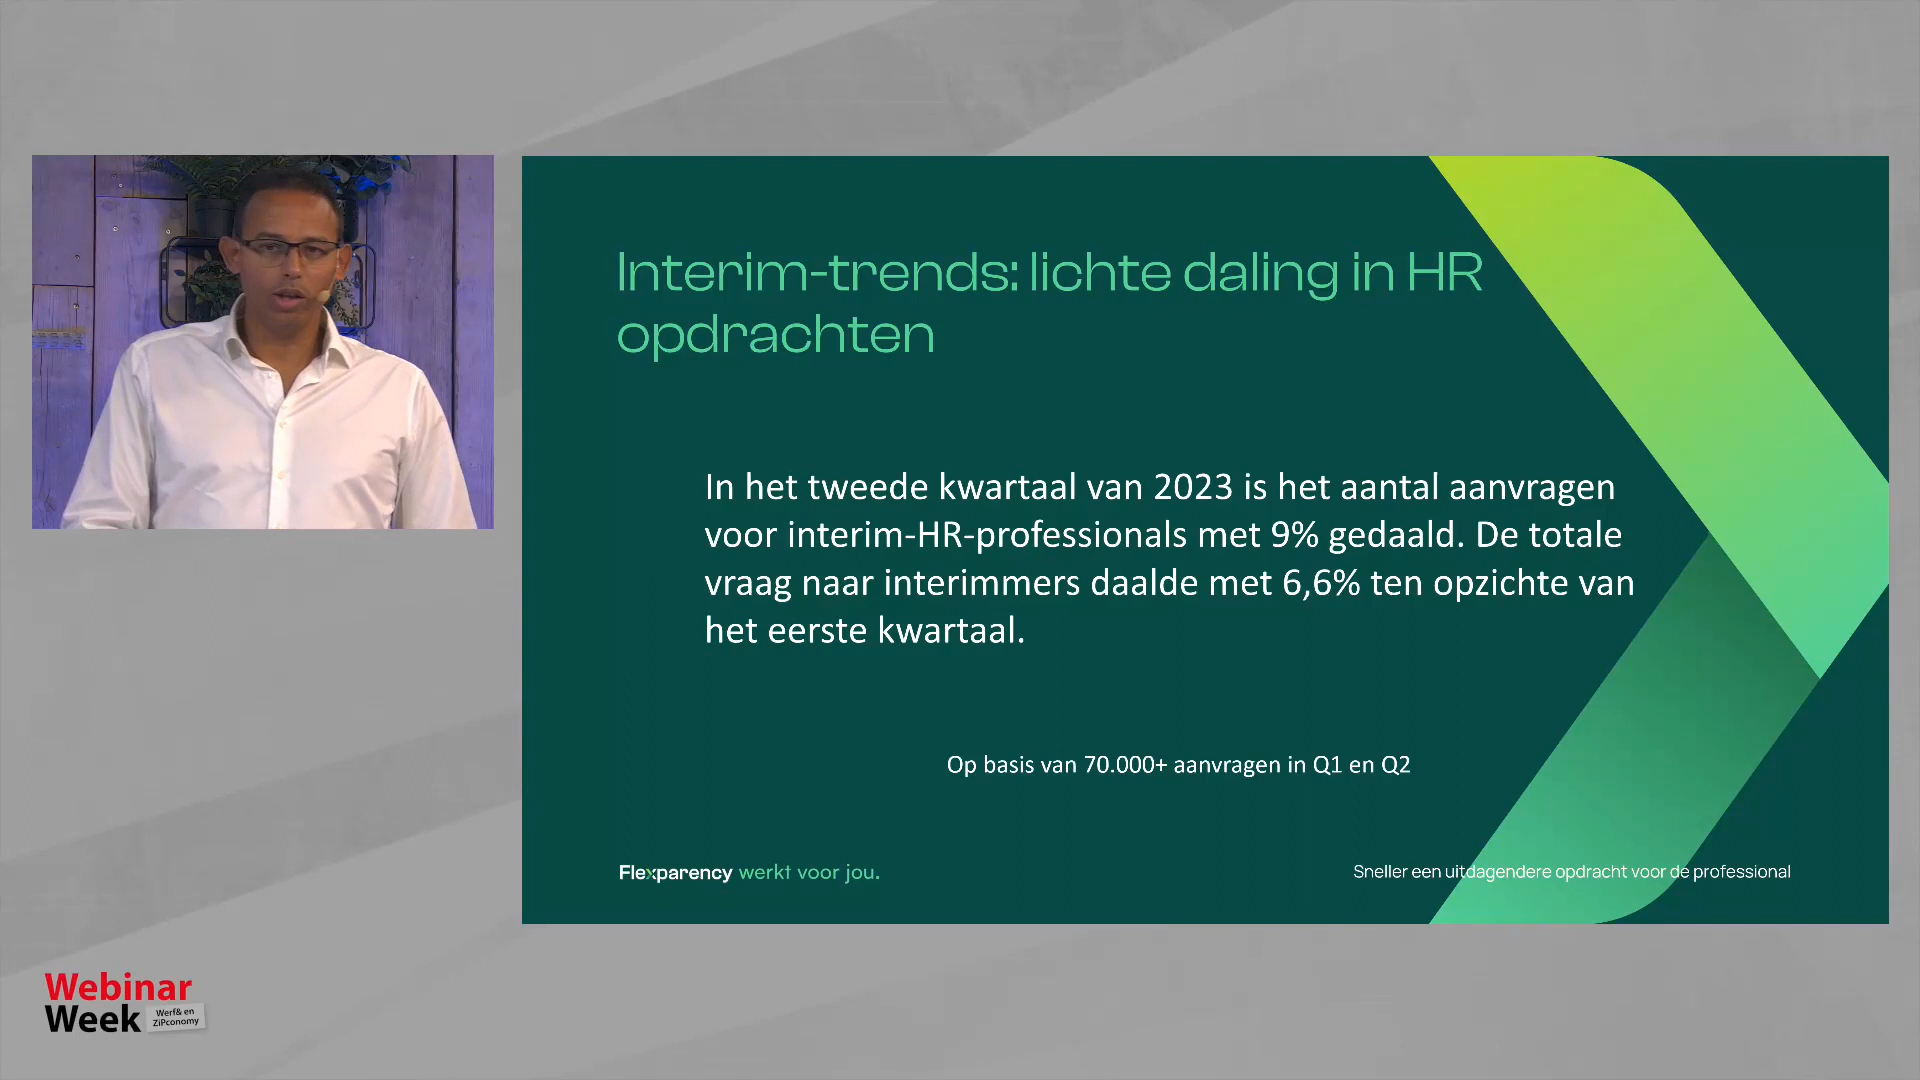 Interim-trends: lichte daling in HR
opdrachten
In het tweede kwartaal van 2023 is het aantal aanvragen
voor interim-HR-professionals met 9% gedaald. De totale
vraag naar interimmers daalde met 6,6% ten opzichte van
het eerste kwartaal.
Op basis van 70.000+ aanvragen in Q1 en Q2
Flexparency werkt voor jou.
Sneller een uitdagendere opdracht voor de professional
Webinar
Week
Werf& en
ZiPconomy